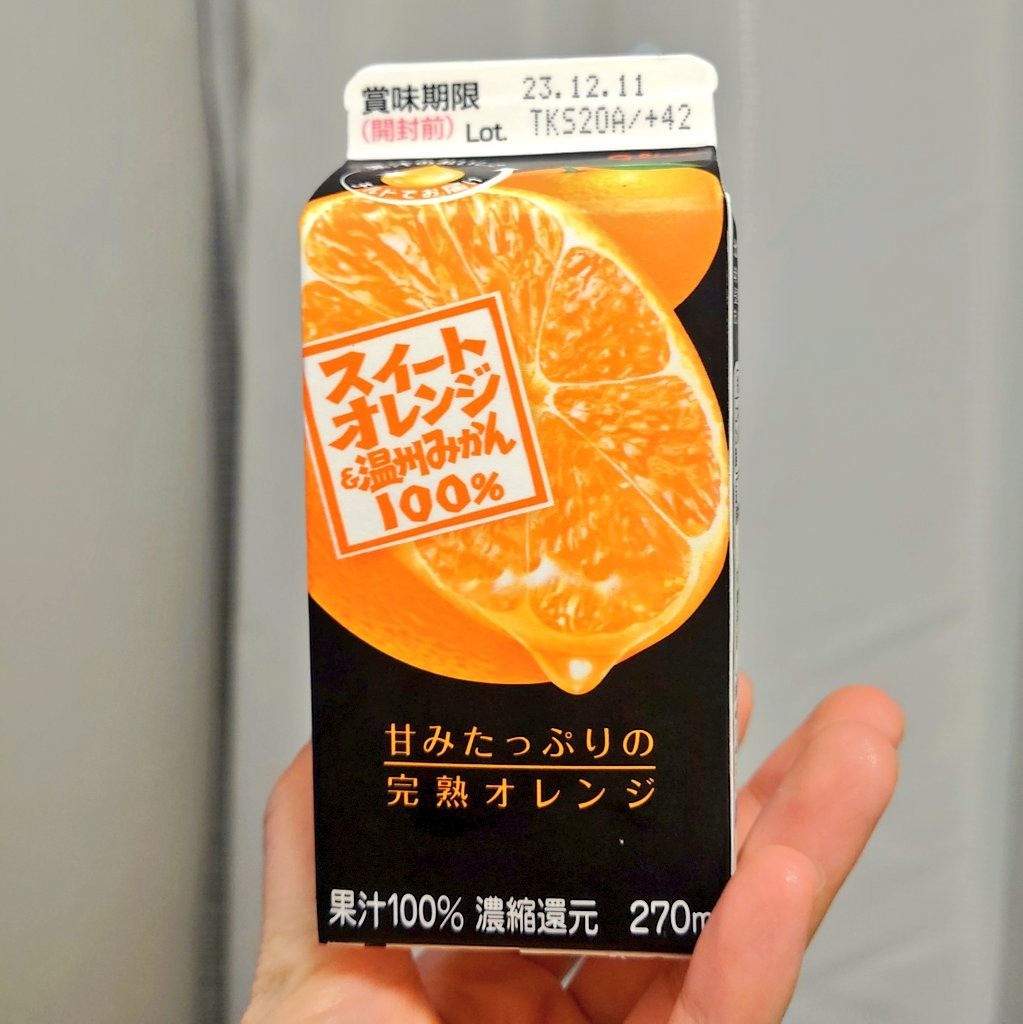 賞味期限 23.12.11
(開封前) Lot. TKS20A/+42
スイート
オレンジ
&温州みかん
100%
甘みたっぷりの
完熟オレンジ
果汁100% 濃縮還元 270m